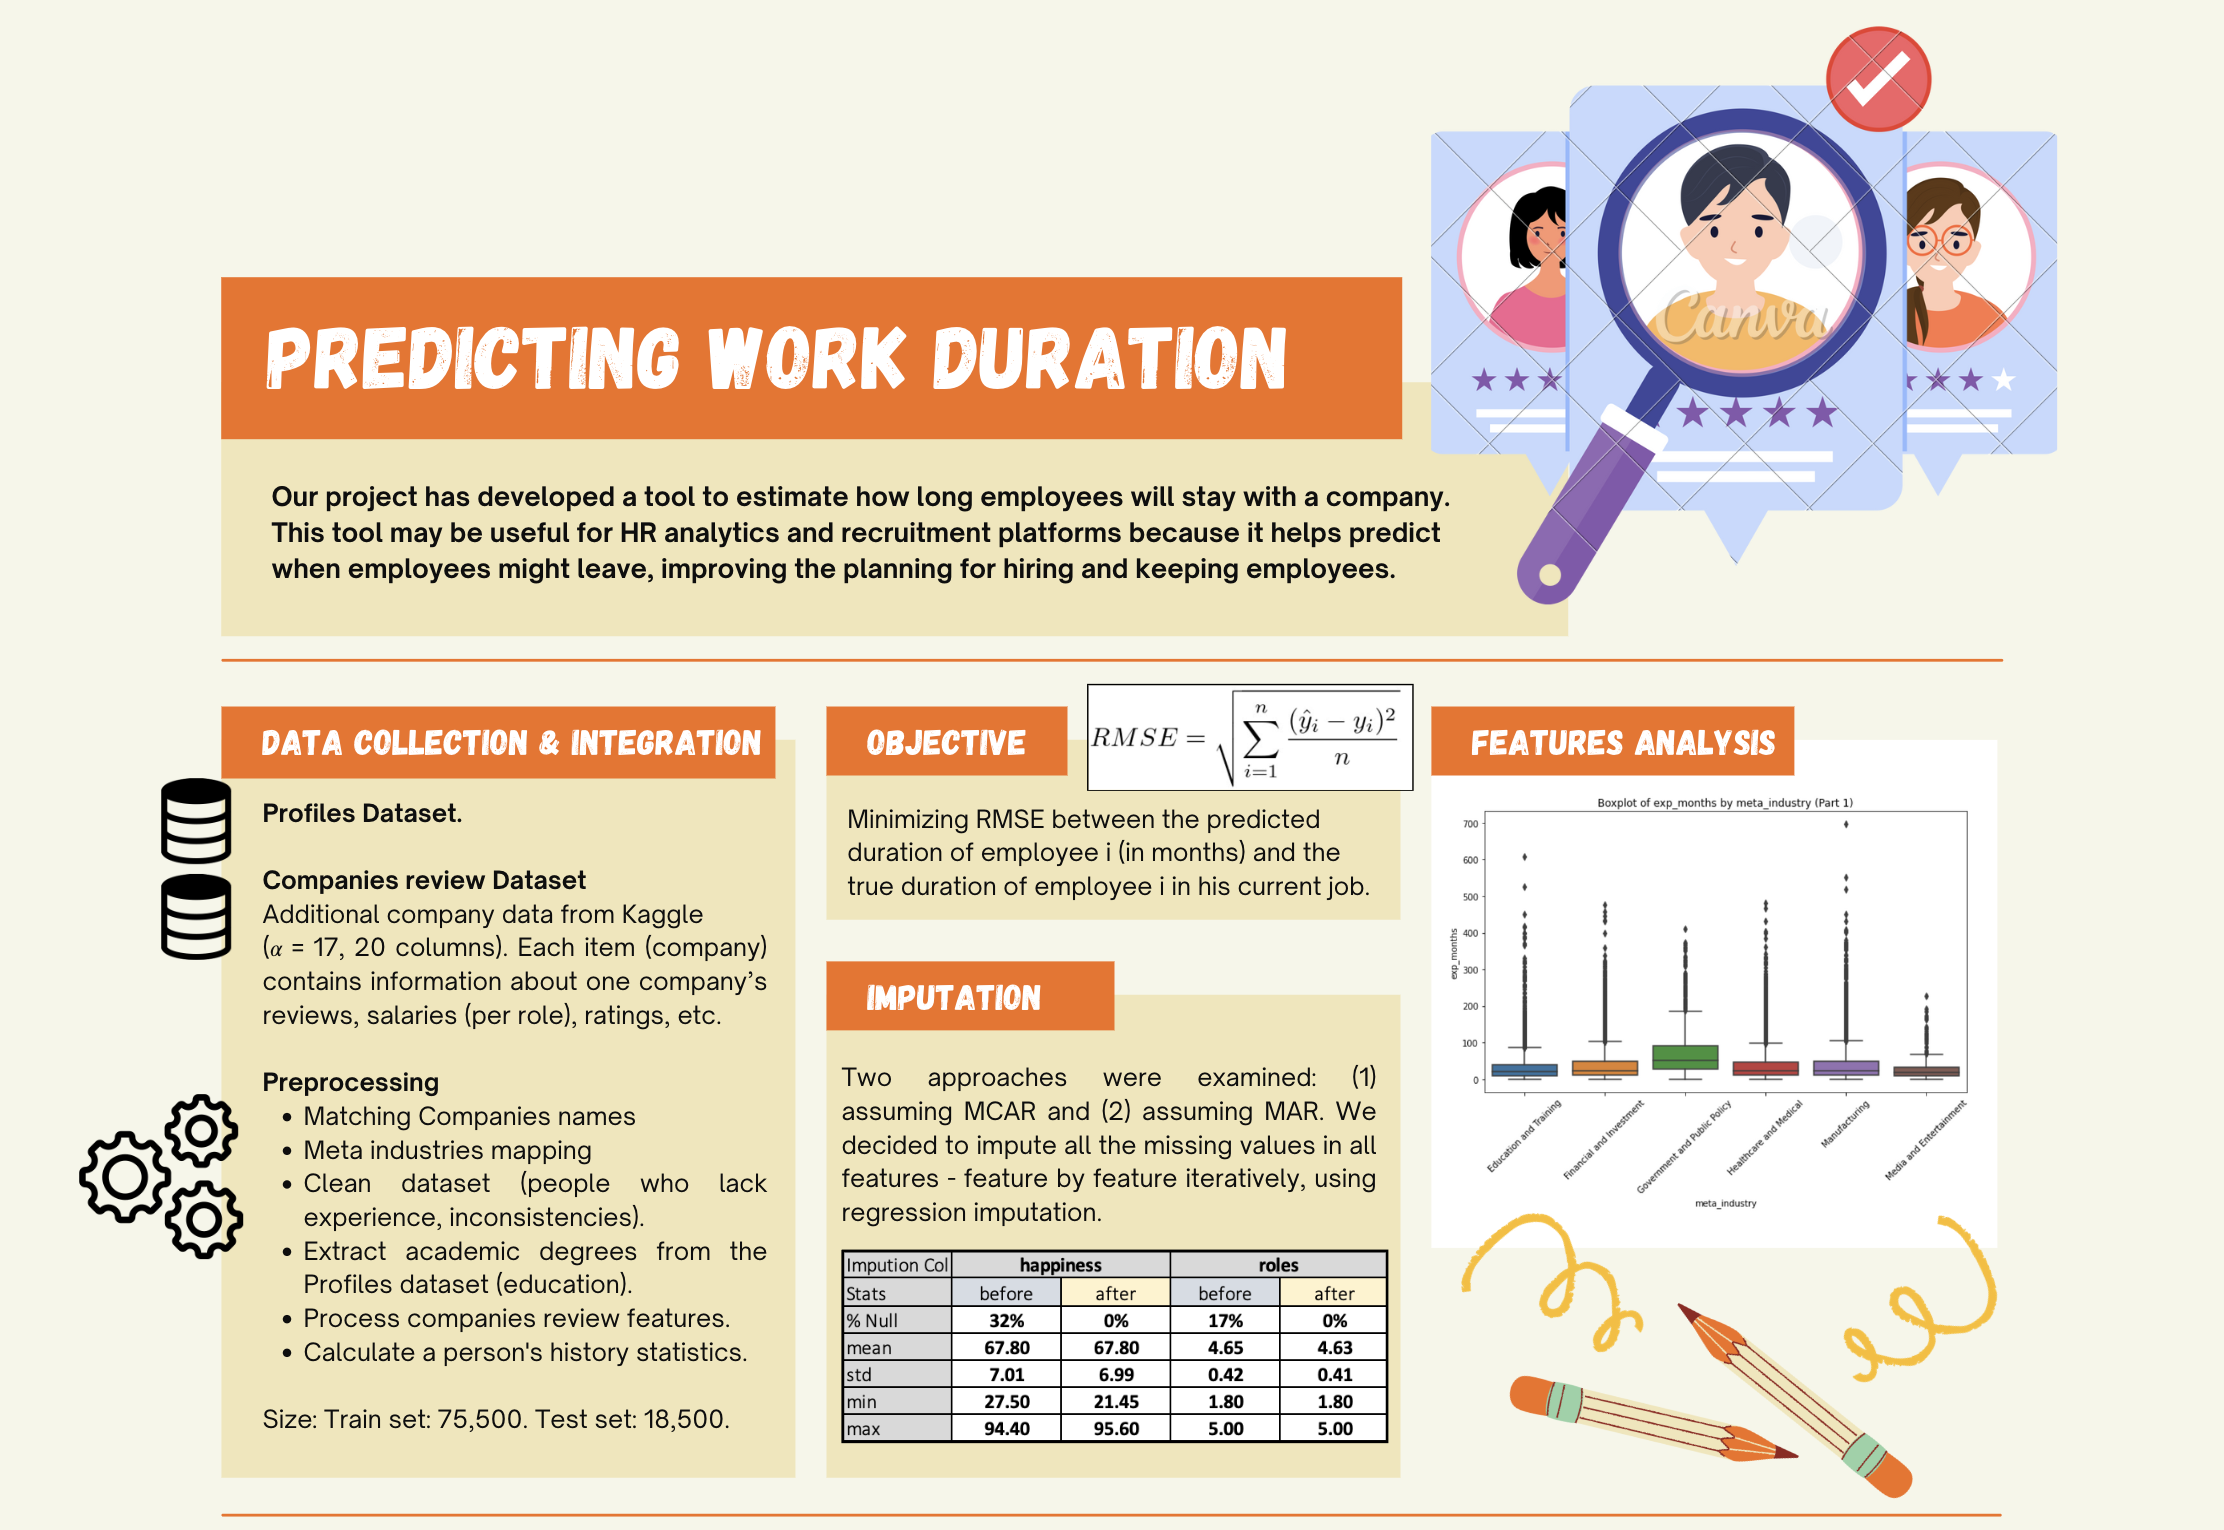 Canva
PREDICTING WORK DURATION
Our project has developed a tool to estimate how long employees will stay with a company.
This tool may be useful for HR analytics and recruitment platforms because it helps predict
when employees might leave, improving the planning for hiring and keeping employees.
DATA COLLECTION & INTEGRATION
Profiles Dataset.
Companies review Dataset
Additional company data from Kaggle
(α = 17, 20 columns). Each item (company)
contains information about one company’s
reviews, salaries (per role), ratings, etc.
Preprocessing
• Matching Companies names
• Meta industries mapping
• Clean dataset (people who lack
experience, inconsistencies).
• Extract academic degrees from the
Profiles dataset (education).
• Process companies review features.
• Calculate a person's history statistics.
Size: Train set: 75,500. Test set: 18,500.
OBJECTIVE
RMSE = √ n ∑ i=1 (ŷi − yi)² / n
Minimizing RMSE between the predicted
duration of employee i (in months) and the
true duration of employee i in his current job.
IMPUTATION
Two approaches were examined: (1)
assuming MCAR and (2) assuming MAR. We
decided to impute all the missing values in all
features - feature by feature iteratively, using
regression imputation.
Impution Col happiness roles
Stats before after before after
% Null 32% 0% 17% 0%
mean 67.80 67.80 4.65 4.63
std 7.01 6.99 0.42 0.41
min 27.50 21.45 1.80 1.80
max 94.40 95.60 5.00 5.00
FEATURES ANALYSIS
Boxplot of exp_months by meta_industry (Part 1)
700
600
500
400
300
200
100
0
exp_months
Education and Training
Financial and Investment
Government and Public Policy
Healthcare and Medical
Manufacturing
Media and Entertainment
meta_industry